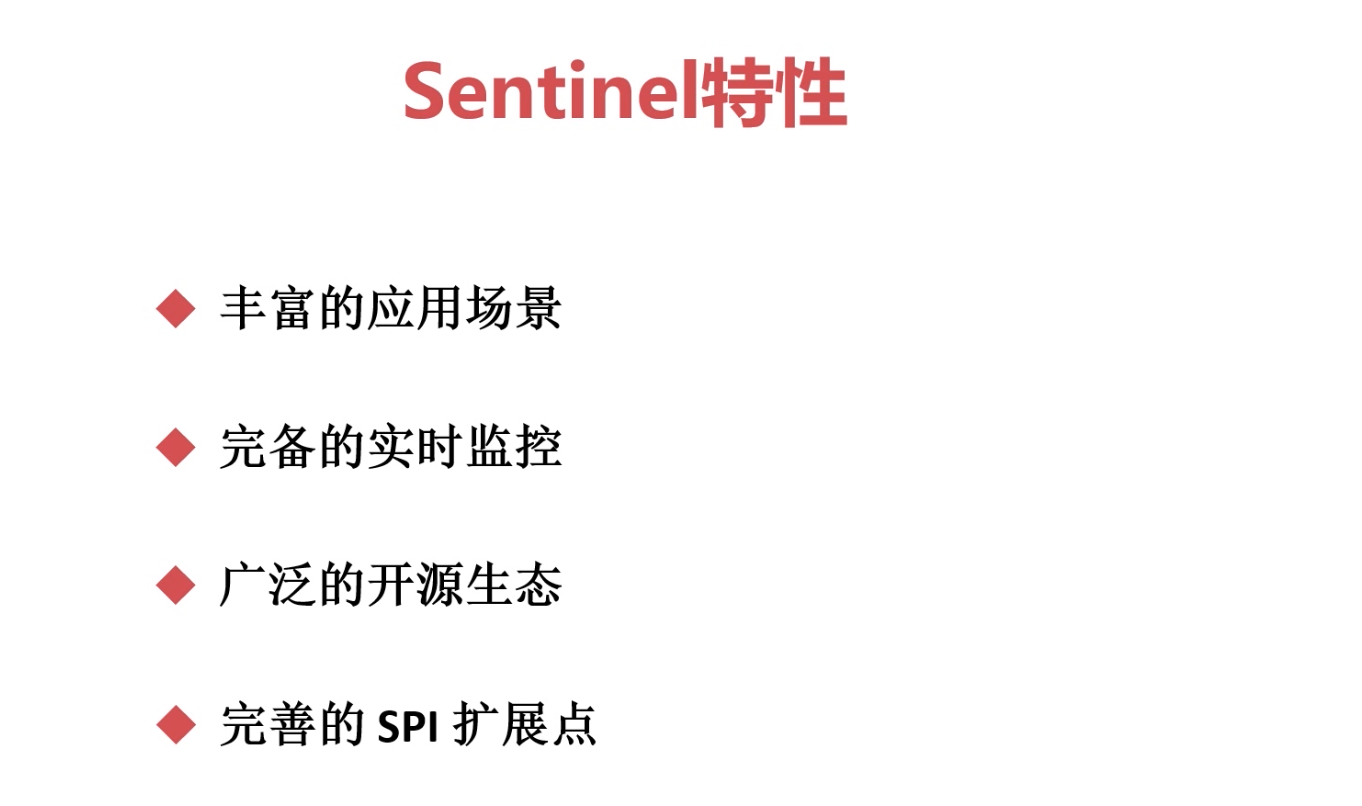 Sentinel特性
丰富的应用场景
完备的实时监控
广泛的开源生态
完善的 SPI 扩展点